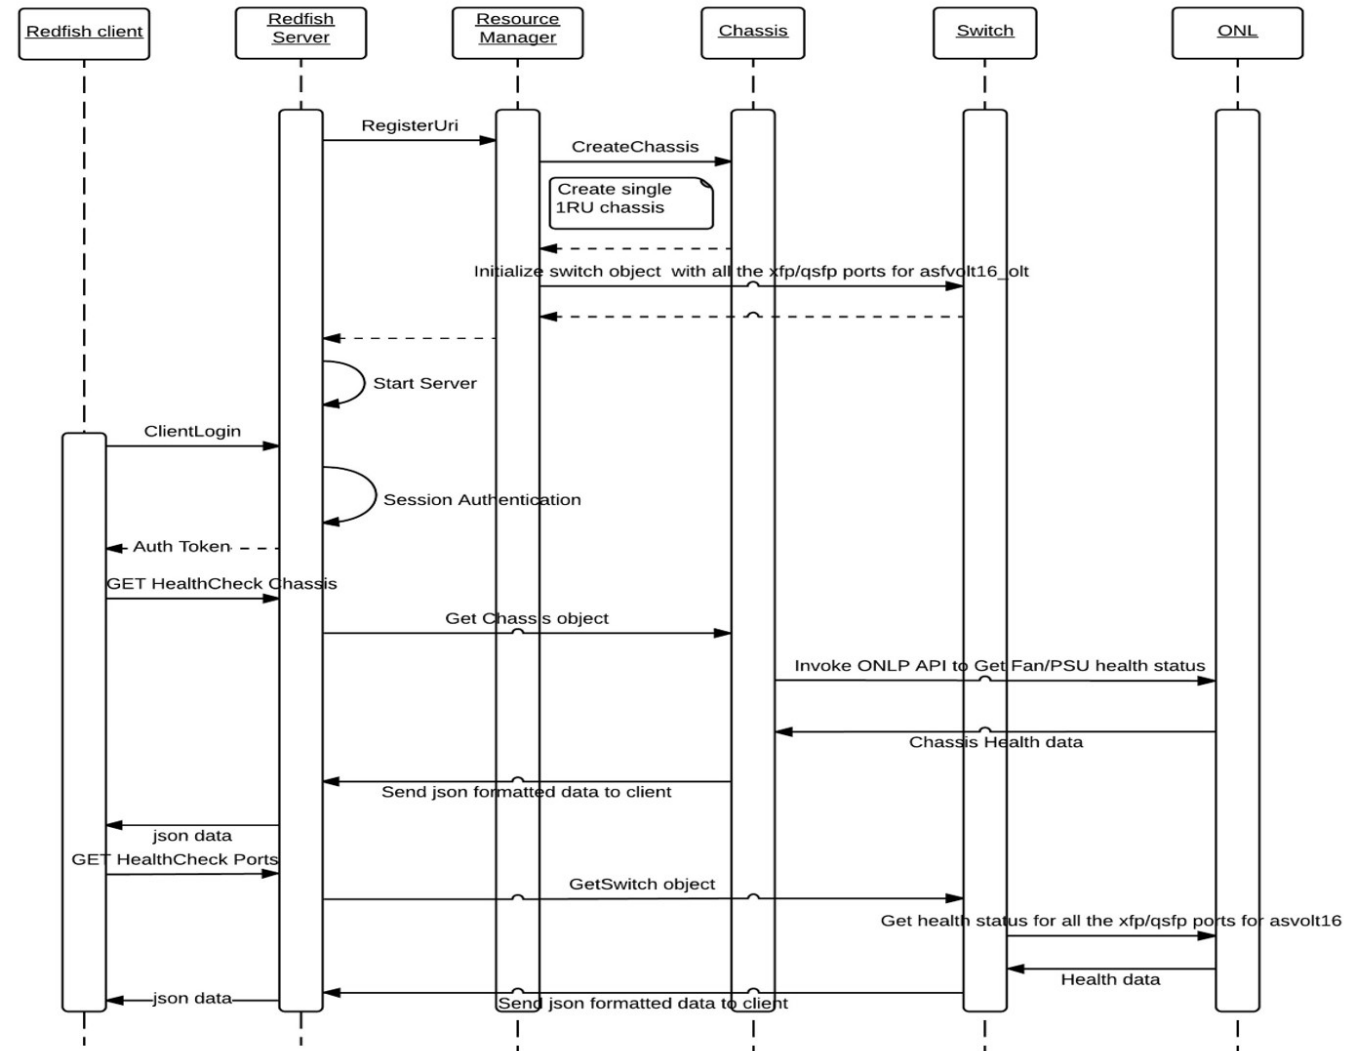 Redfish client
Redfish
Server
Resource
Manager
Chassis
Switch
ONL
RegisterUri
CreateChassis
Create single
1RU chassis
Initialize switch object with all the xfp/qsfp ports for asfvolt16_olt
Start Server
ClientLogin
Session Authentication
Auth Token
GET HealthCheck Chassis
Get Chassis object
Invoke ONLP API to Get Fan/PSU health status
Chassis Health data
Send json formatted data to client
json data
GET HealthCheck Ports
GetSwitch object
Get health status for all the xfp/qsfp ports for asvolt16
Health data
json data
Send json formatted data to client